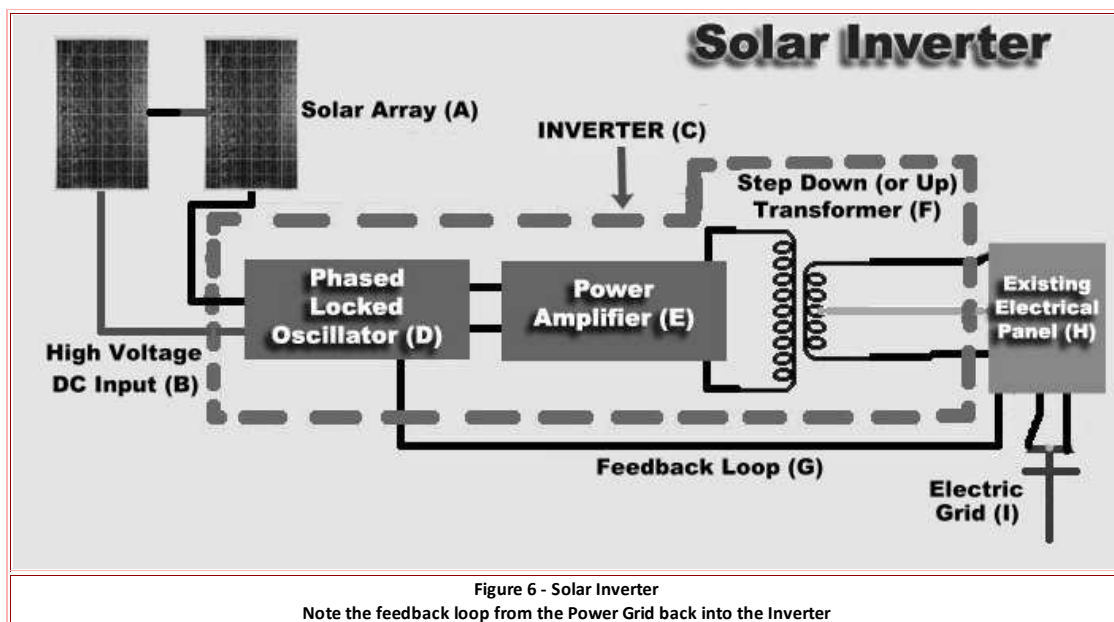 Solar Inverter
Solar Array (A)
INVERTER (C)
Step Down (or Up)
Transformer (F)
Phased
Locked
Oscillator (D)
Power
Amplifier (E)
Existing
Electrical
Panel (H)
High Voltage
DC Input (B)
Feedback Loop (G)
Electric
Grid (I)
Figure 6 - Solar Inverter
Note the feedback loop from the Power Grid back into the Inverter